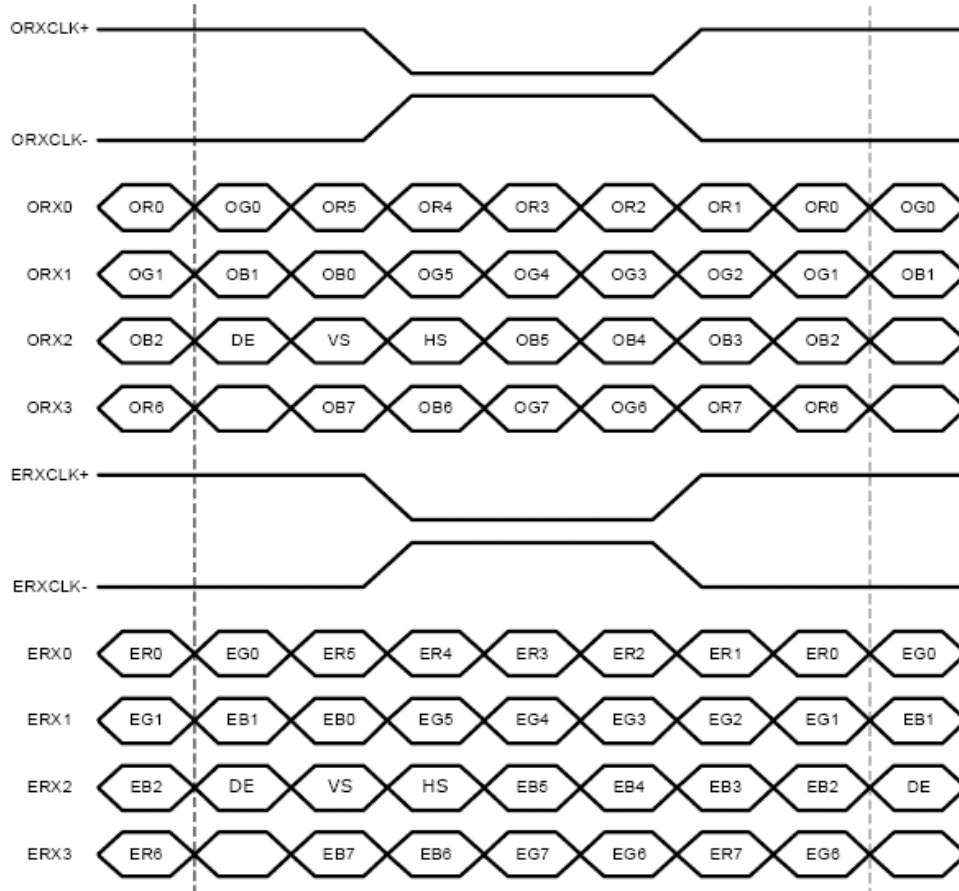 ORXCLK+
ORXCLK-
ORX0 OR0 OG0 OR5 OR4 OR3 OR2 OR1 OR0 OG0
ORX1 OG1 OB1 OB0 OG5 OG4 OG3 OG2 OG1 OB1
ORX2 OB2 DE VS HS OB5 OB4 OB3 OB2
ORX3 OR6 OB7 OB6 OG7 OG6 OR7 OR6
ERXCLK+
ERXCLK-
ERX0 ER0 EG0 ER5 ER4 ER3 ER2 ER1 ER0 EG0
ERX1 EG1 EB1 EB0 EG5 EG4 EG3 EG2 EG1 EB1
ERX2 EB2 DE VS HS EB5 EB4 EB3 EB2 DE
ERX3 ER6 EB7 EB6 EG7 EG6 ER7 EG6